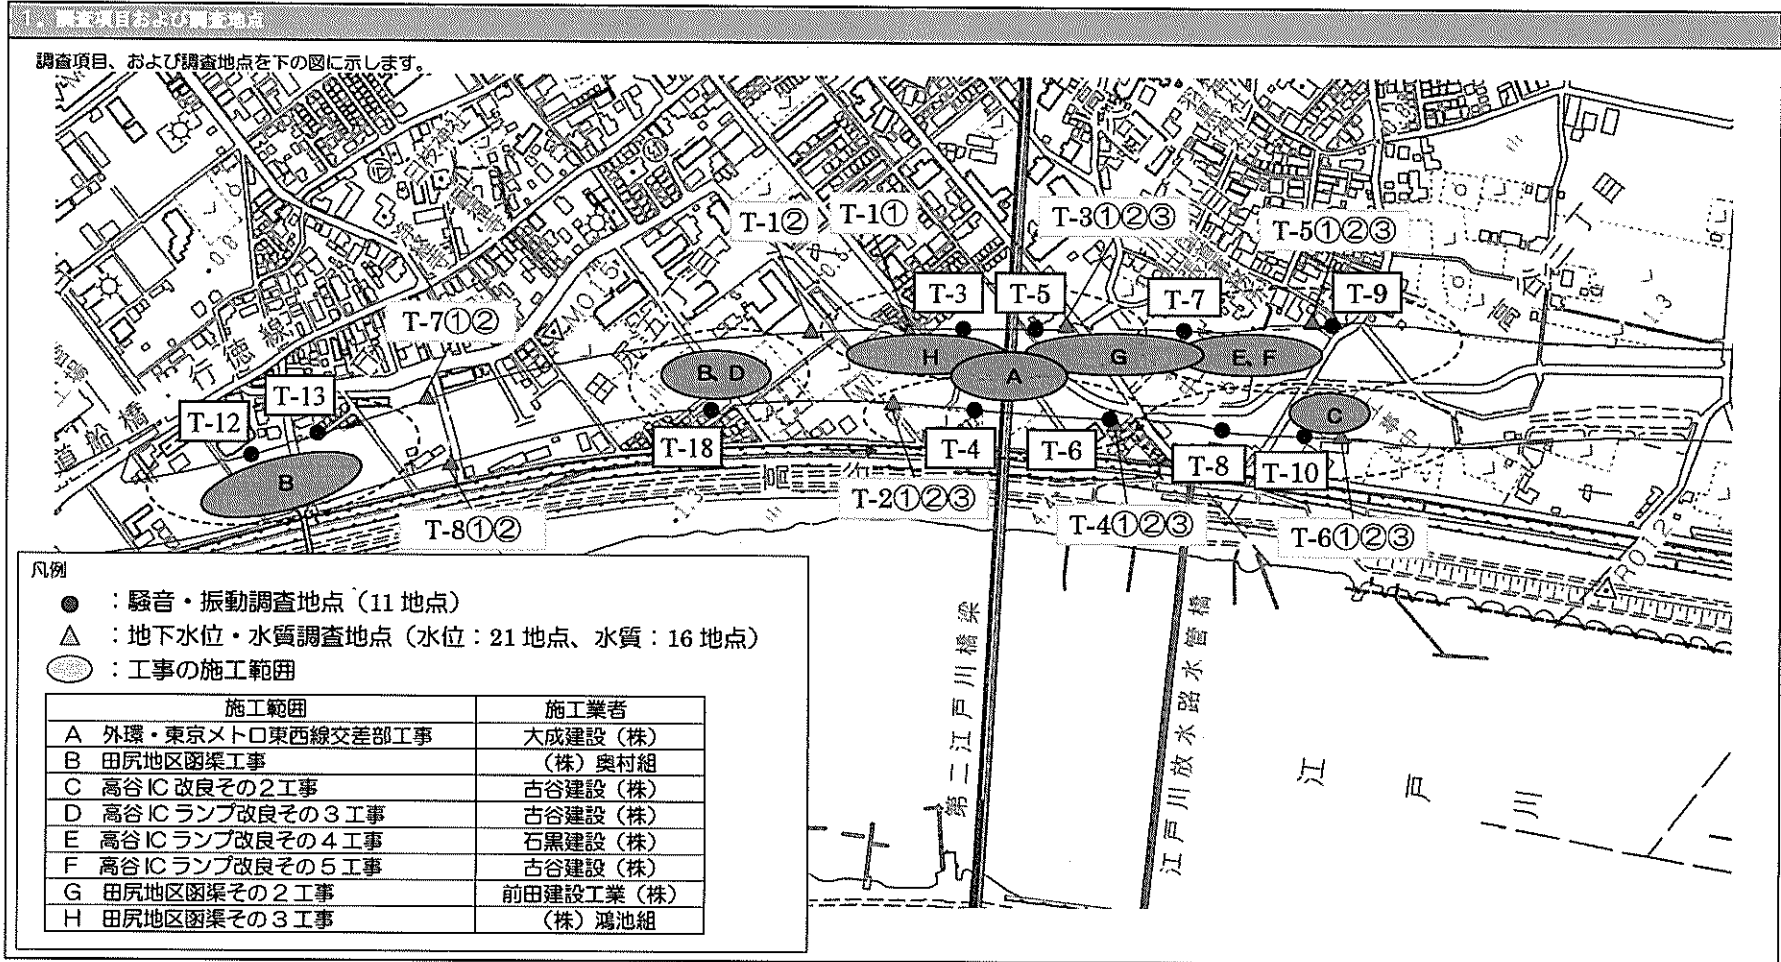 1．調査項目および調査地点
調査項目、および調査地点を下の図に示します。
T-1②
T-1①
T-3①②③
T-5①②③
T-3
T-5
T-7
T-9
T-7①②
行徳線
道船橋
H
A
G
E、F
B、D
C
B
T-13
T-12
T-18
T-4
T-6
T-8
T-10
T-2①②③
T-4①②③
T-6①②③
T-8①②
第二江戸川橋梁
江戸川放水路水管橋
江戸川
凡例
●：騒音・振動調査地点（11地点）
▲：地下水位・水質調査地点（水位：21地点、水質：16地点）
：工事の施工範囲
施工範囲 施工業者
A 外環・東京メトロ東西線交差部工事 大成建設（株）
B 田尻地区函渠工事 （株）奥村組
C 高谷IC改良その2工事 古谷建設（株）
D 高谷ICランプ改良その3工事 古谷建設（株）
E 高谷ICランプ改良その4工事 石黒建設（株）
F 高谷ICランプ改良その5工事 古谷建設（株）
G 田尻地区函渠その2工事 前田建設工業（株）
H 田尻地区函渠その3工事 （株）鴻池組